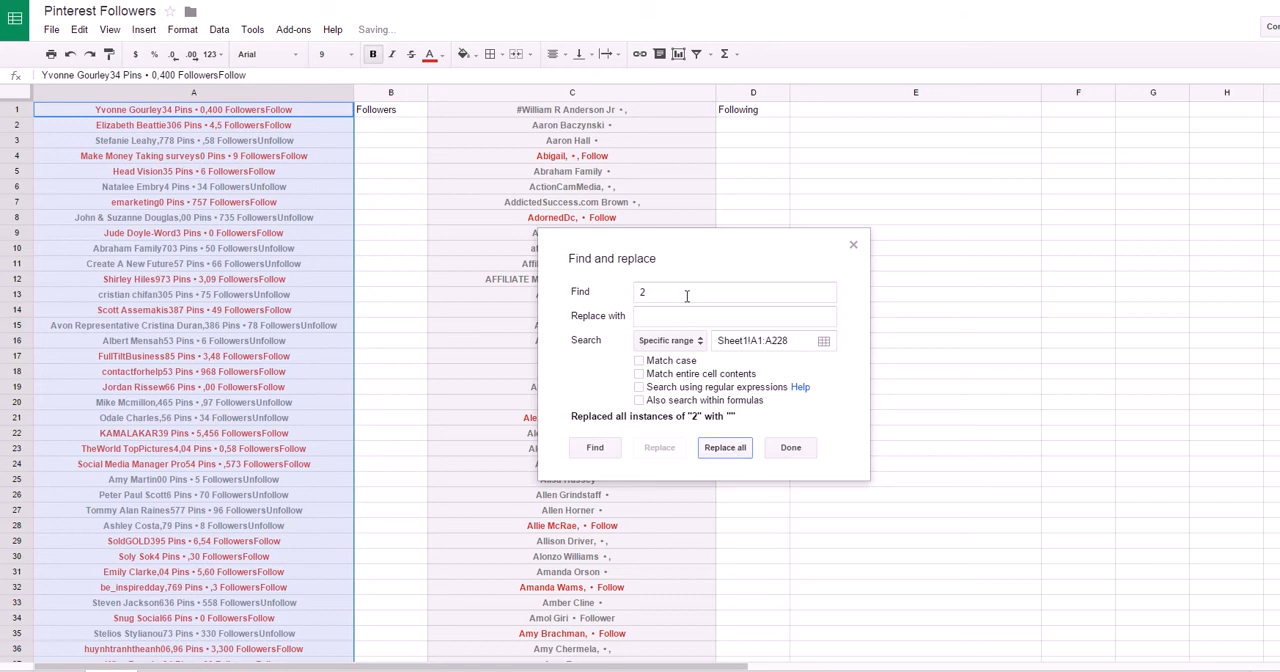 Pinterest Followers
File Edit View Insert Format Data Tools Add-ons Help Saving...
Con
$ % .0 .00 123 Arial 9 B I S A Σ
fx Yvonne Gourley34 Pins • 0,400 FollowersFollow
A B C D E F G H
1 Yvonne Gourley34 Pins • 0,400 FollowersFollow Followers #William R Anderson Jr • , Following
2 Elizabeth Beattie306 Pins • 4,5 FollowersFollow Aaron Baczynski •
3 Stefanie Leahy,778 Pins • ,58 FollowersUnfollow Aaron Hall •
4 Make Money Taking surveys0 Pins • 9 FollowersFollow Abigail, • , Follow
5 Head Vision35 Pins • 6 FollowersFollow Abraham Family •
6 Natalee Embry4 Pins • 34 FollowersUnfollow ActionCamMedia, • ,
7 emarketing0 Pins • 757 FollowersFollow AddictedSuccess.com Brown • ,
8 John & Suzanne Douglas,00 Pins • 735 FollowersUnfollow AdornedDc, • Follow
9 Jude Doyle-Word3 Pins • 0 FollowersFollow
10 Abraham Family703 Pins • 50 FollowersUnfollow
11 Create A New Future57 Pins • 66 FollowersUnfollow Affil
12 Shirley Hiles973 Pins • 3,09 FollowersFollow AFFILIATE M
13 cristian chifan305 Pins • 75 FollowersUnfollow
14 Scott Assemakis387 Pins • 49 FollowersFollow
15 Avon Representative Cristina Duran,386 Pins • 78 FollowersUnfollow
16 Albert Mensah53 Pins • 6 FollowersUnfollow
17 FullTiltBusiness85 Pins • 3,48 FollowersFollow
18 contactforhelp53 Pins • 968 FollowersFollow
19 Jordan Rissew66 Pins • ,00 FollowersFollow
20 Mike Mcmillon,465 Pins • ,97 FollowersUnfollow
21 Odale Charles,56 Pins • 34 FollowersUnfollow Ale
22 KAMALAKAR39 Pins • 5,456 FollowersFollow
23 TheWorld TopPictures4,04 Pins • 0,58 FollowersFollow
24 Social Media Manager Pro54 Pins • ,573 FollowersFollow
25 Amy Martin00 Pins • 5 FollowersUnfollow
26 Peter Paul Scott6 Pins • 70 FollowersUnfollow Allen Grindstaff •
27 Tommy Alan Raines577 Pins • 96 FollowersUnfollow Allen Horner •
28 Ashley Costa,79 Pins • 8 FollowersUnfollow Allie McRae, • Follow
29 SoldGOLD395 Pins • 6,54 FollowersFollow Allison Driver, • ,
30 Soly Sok4 Pins • ,30 FollowersFollow Alonzo Williams • ,
31 Emily Clarke,04 Pins • 5,60 FollowersFollow Amanda Orson •
32 be_inspiredday,769 Pins • ,3 FollowersFollow Amanda Wams, • Follow
33 Steven Jackson636 Pins • 558 FollowersUnfollow Amber Cline •
34 Snug Social66 Pins • 0 FollowersFollow Amol Giri • Follower
35 Stelios Stylianou73 Pins • 330 FollowersUnfollow Amy Brachman, • Follow
36 huynhtranhtheanh06,96 Pins • 3,300 FollowersFollow Amy Chermela, • ,
Find and replace
Find 2
Replace with
Search Specific range Sheet1!A1:A228
Match case
Match entire cell contents
Search using regular expressions Help
Also search within formulas
Replaced all instances of "2" with ""
Find Replace Replace all Done